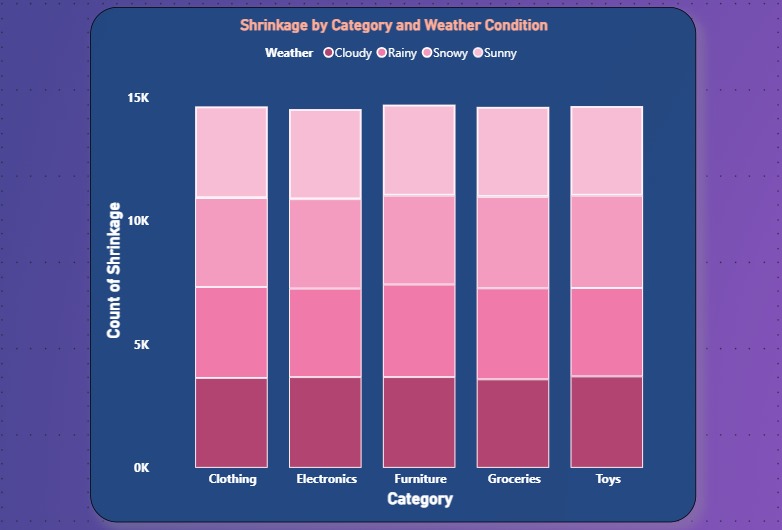 Shrinkage by Category and Weather Condition
Weather Cloudy Rainy Snowy Sunny
15K
10K
5K
0K
Count of Shrinkage
Clothing Electronics Furniture Groceries Toys
Category